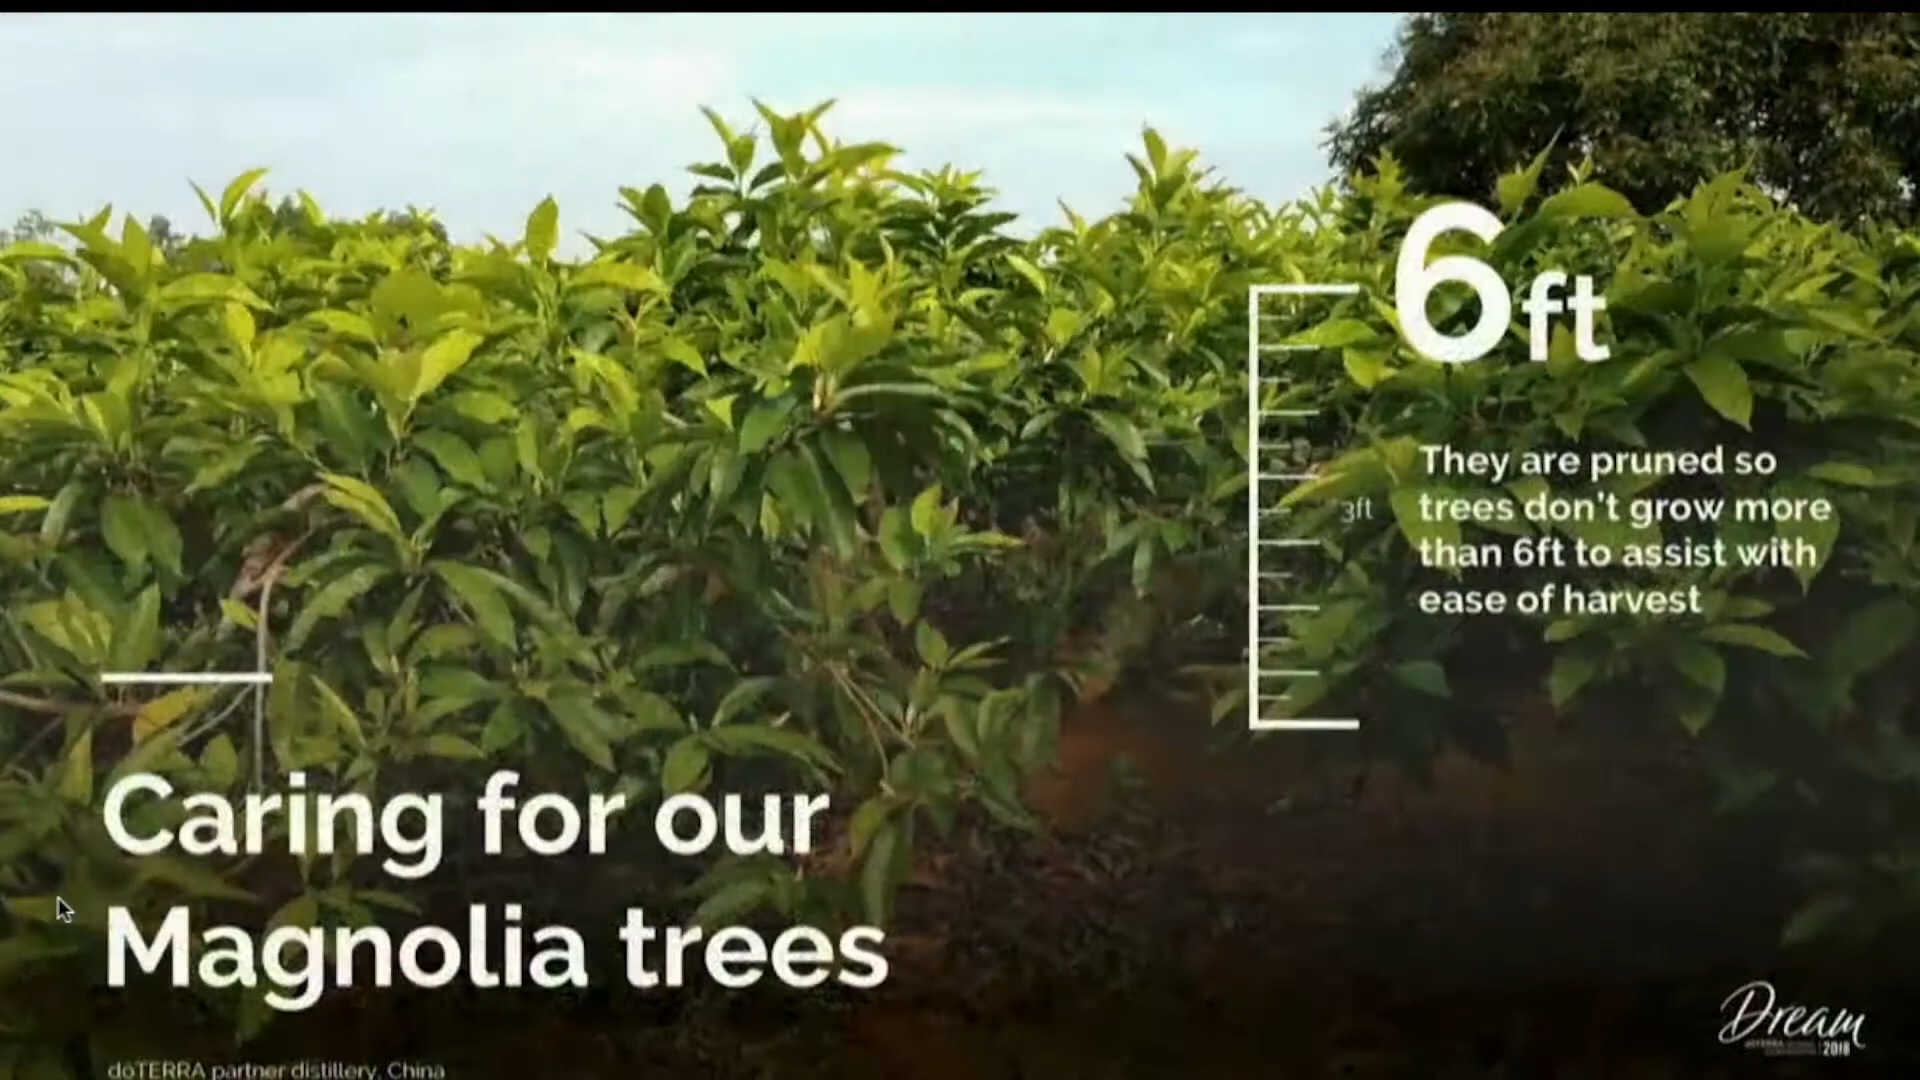 6ft
They are pruned so
trees don't grow more
3ft
than 6ft to assist with
ease of harvest
Caring for our
Magnolia trees
dōTERRA partner distillery, China
Dream
2018